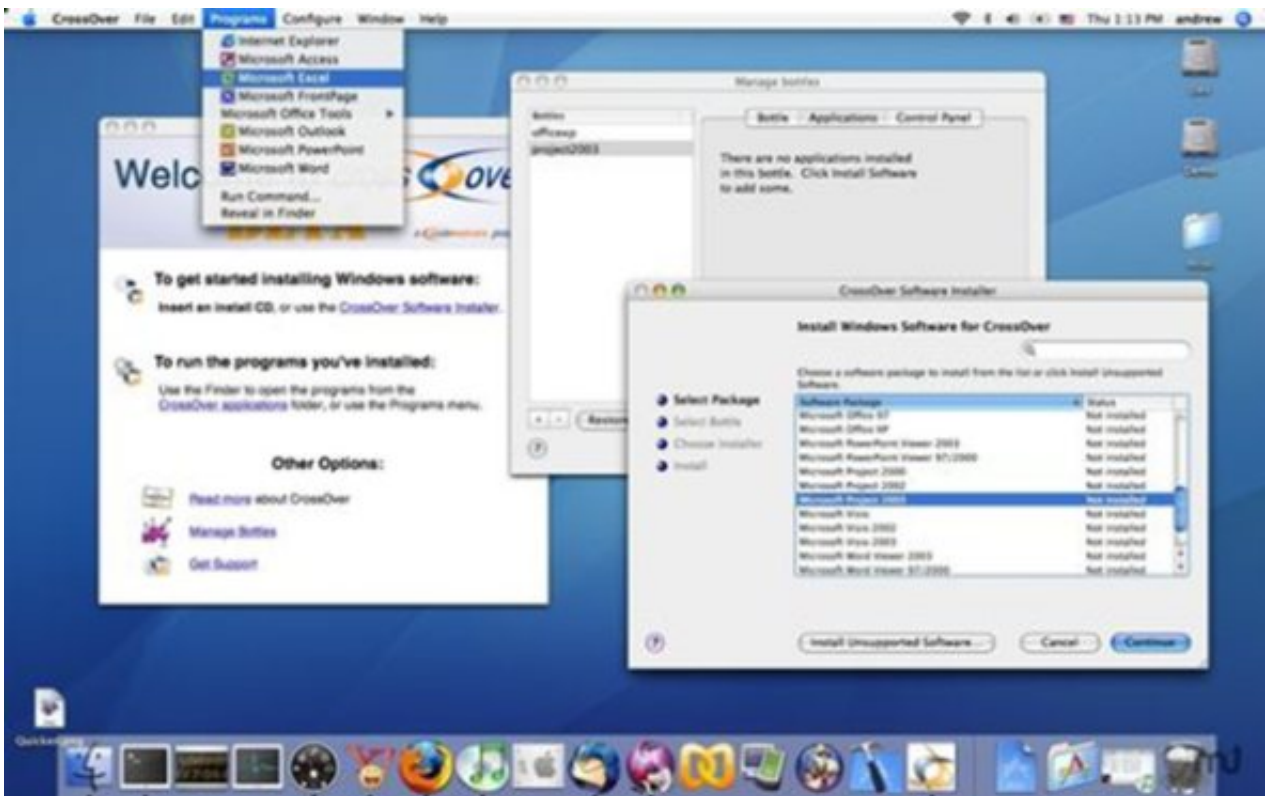 CrossOver File Edit Programs Configure Window Help
Thu 1:13 PM andrew
Internet Explorer
Microsoft Access
Microsoft Excel
Microsoft FrontPage
Microsoft Office Tools
Microsoft Outlook
Microsoft PowerPoint
Microsoft Word
Run Command...
Reveal in Finder
Welc
ove
To get started installing Windows software:
Insert an install CD, or use the CrossOver Software Installer.
To run the programs you've installed:
Use the Finder to open the programs from the
CrossOver applications folder, or use the Programs menu.
Other Options:
Read more about CrossOver
Manage Bottles
Get Support
Manage bottles
Bottles
officexp
project2003
Bottle Applications Control Panel
There are no applications installed
in this bottle. Click Install Software
to add some.
+ -
?
CrossOver Software Installer
Install Windows Software for CrossOver
Choose a software package to install from the list or click Install Unsupported
Software.
Select Package
Select Bottle
Choose Installer
Install
Software Package Status
Microsoft Office 97 Not installed
Microsoft Office XP Not installed
Microsoft PowerPoint Viewer 2003 Not installed
Microsoft PowerPoint Viewer 97/2000 Not installed
Microsoft Project 2000 Not installed
Microsoft Project 2002 Not installed
Microsoft Project 2003 Not installed
Microsoft Visio Not installed
Microsoft Visio 2002 Not installed
Microsoft Visio 2003 Not installed
Microsoft Word Viewer 2003 Not installed
Microsoft Word Viewer 97/2000 Not installed
?
Install Unsupported Software... Cancel Continue